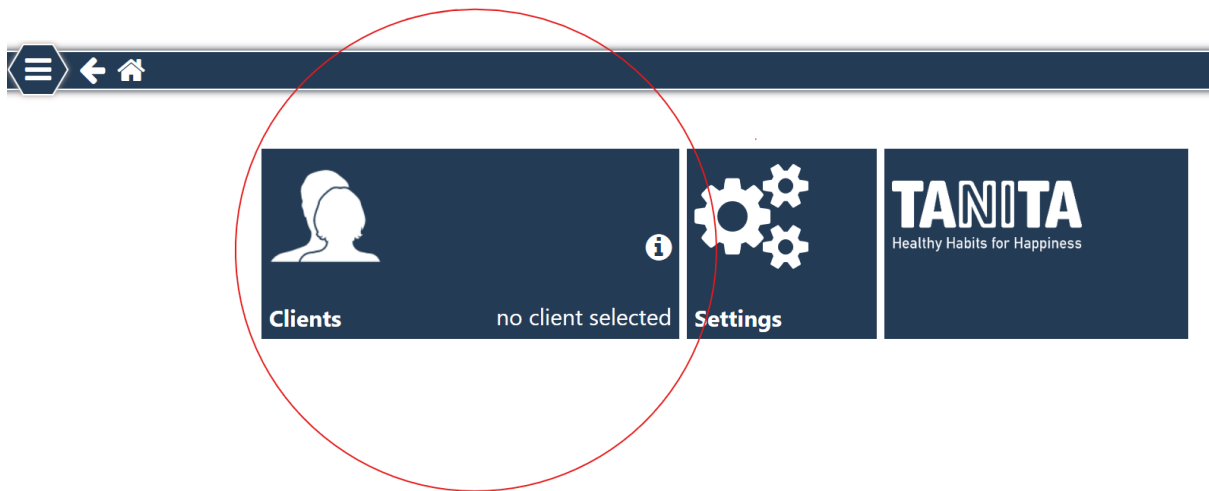 TANITA
Healthy Habits for Happiness
Clients
no client selected
Settings